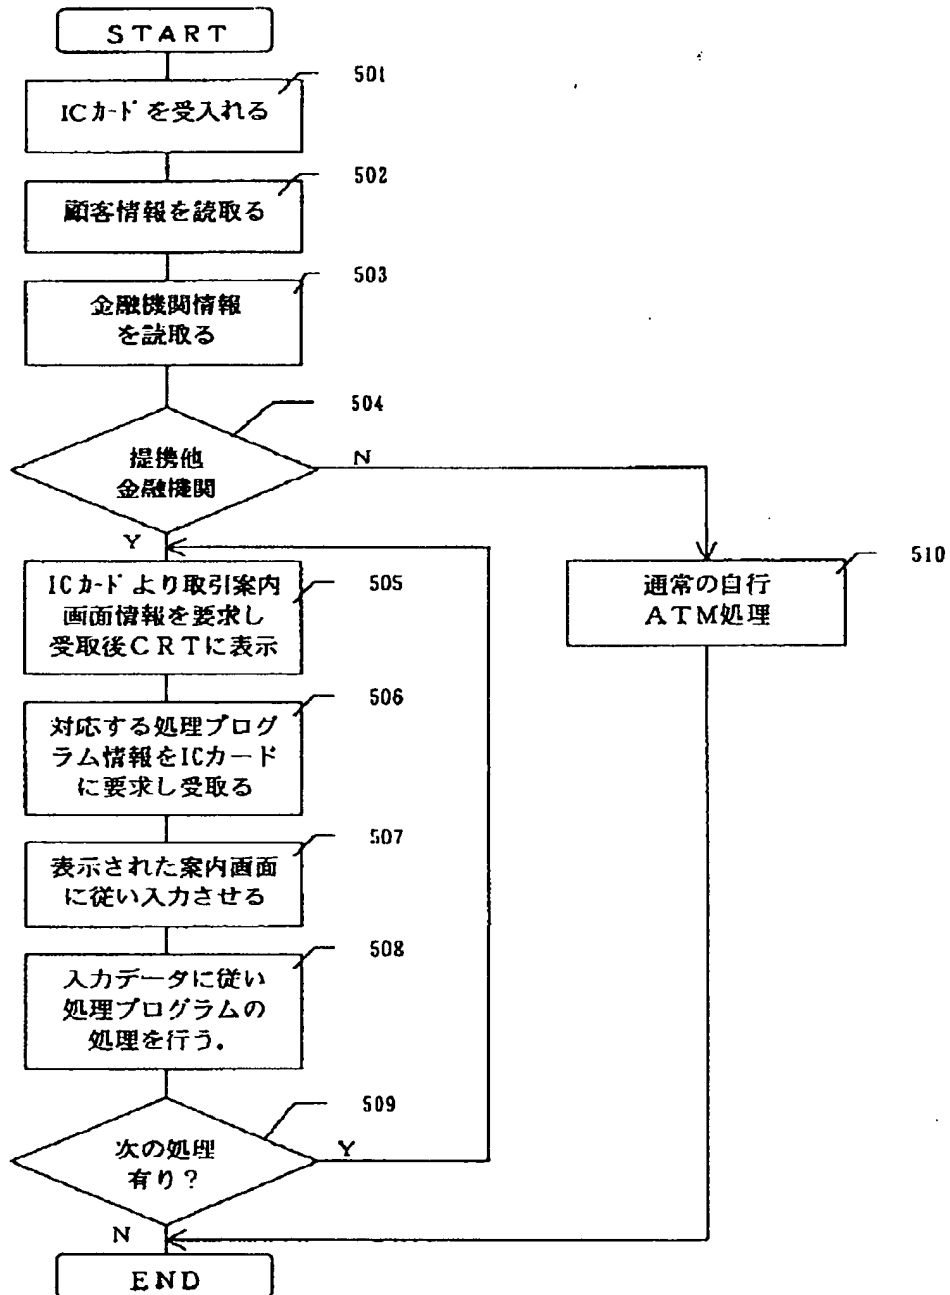 START
501
ICカードを受入れる
502
顧客情報を読取る
503
金融機関情報
を読取る
504
提携他
金融機関
N
Y
510
通常の自行
ATM処理
505
ICカードより取引案内
画面情報を要求し
受取後CRTに表示
506
対応する処理プログ
ラム情報をICカード
に要求し受取る
507
表示された案内画面
に従い入力させる
508
入力データに従い
処理プログラムの
処理を行う.
509
次の処理
有り?
Y
N
END